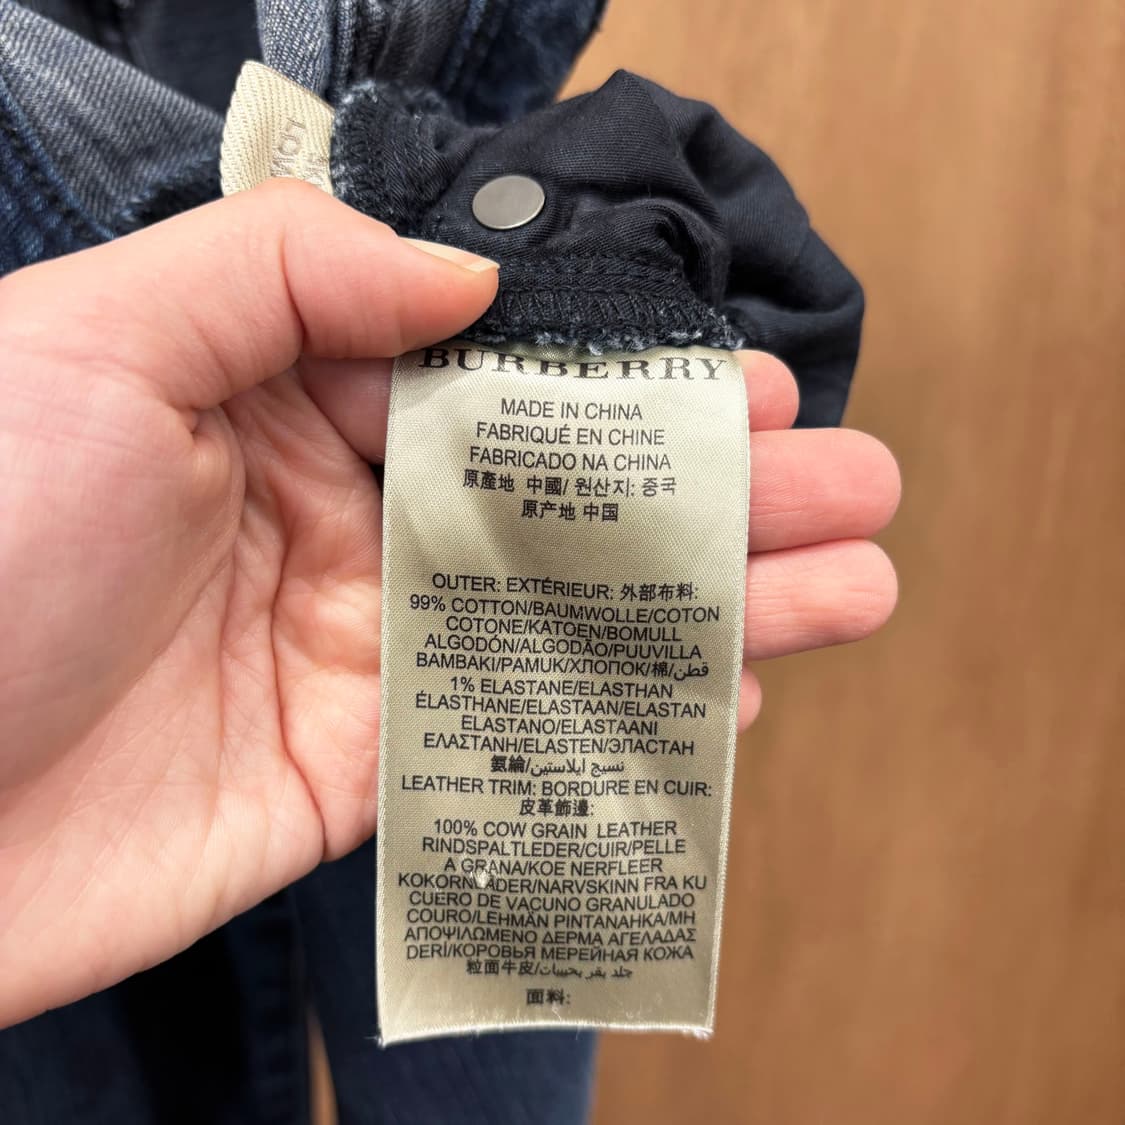 5
BURBERRY
MADE IN CHINA
FABRIQUÉ EN CHINE
FABRICADO NA CHINA
原產地 中國/ 원산지: 중국
原产地 中国
OUTER: EXTÉRIEUR: 外部布料:
99% COTTON/BAUMWOLLE/COTON
COTONE/KATOEN/BOMULL
ALGODÓN/ALGODÃO/PUUVILLA
BAMBAKI/PAMUK/ХЛОПОК/棉/قطن
1% ELASTANE/ELASTHAN
ÉLASTHANE/ELASTAAN/ELASTAN
ELASTANO/ELASTAANI
ΕΛΑΣΤΑΝΗ/ELASTEN/ЭЛАСТАН
氨綸/نسيج ايلاستين
LEATHER TRIM: BORDURE EN CUIR:
皮革飾邊:
100% COW GRAIN LEATHER
RINDSPALTLEDER/CUIR/PELLE
A GRANA/KOE NERFLEER
NARVSKINN FRA KU
CUERO DE VACUNO GRANULADO
COURO/LEHMÄN PINTANAHKA/ΜΗ
ΑΠΟΨΙΛΩΜΕΝΟ ΔΕΡΜΑ ΑΓΕΛΑΔΑΣ
DERİ/КОРОВЬЯ МЕРЕЙНАЯ КОЖА
粒面牛皮/جلد بقر بحبيبات
面料: